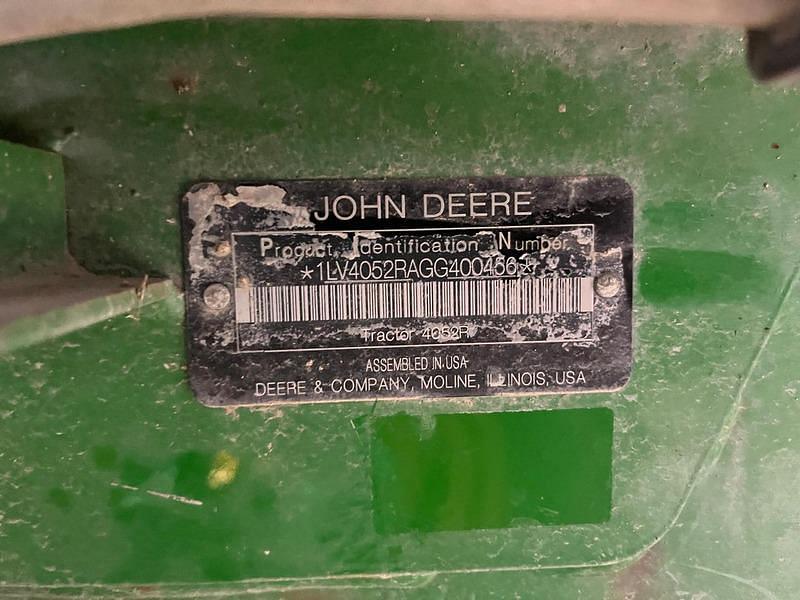 JOHN DEERE
Product Identification Number
*1LV4052RAGG400456*
Tractor 4052R
ASSEMBLED IN USA
DEERE & COMPANY, MOLINE, ILLINOIS, USA